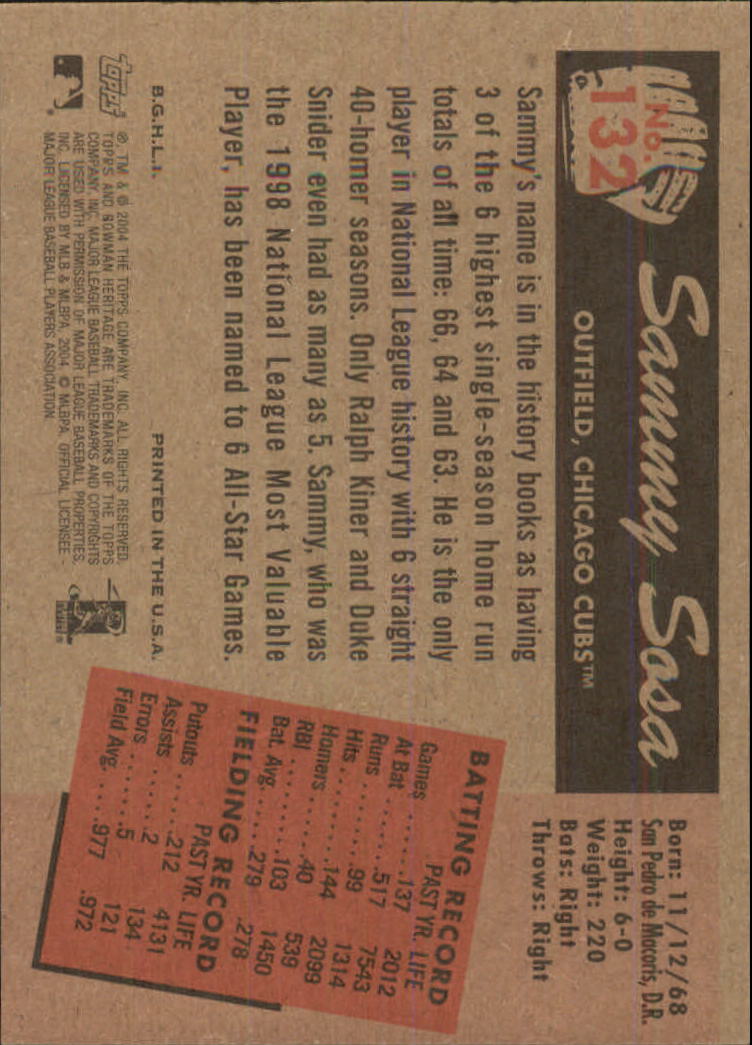 No.
132
Sammy Sosa
OUTFIELD, CHICAGO CUBS™
Born: 11/12/68
San Pedro de Macoris, D.R.
Height: 6-0
Weight: 220
Bats: Right
Throws: Right
Sammy's name is in the history books as having
3 of the 6 highest single-season home run
totals of all time: 66, 64 and 63. He is the only
player in National League history with 6 straight
40-homer seasons. Only Ralph Kiner and Duke
Snider even had as many as 5. Sammy, who was
the 1998 National League Most Valuable
Player, has been named to 6 All-Star Games.
BATTING RECORD
PAST YR. LIFE
Games ......137 2012
At Bat ......517 7543
Runs ......99 1314
Hits ......144 2099
Homers ......40 539
RBI ......103 1450
Bat. Avg. .....279 .278
FIELDING RECORD
PAST YR. LIFE
Putouts ......212 4131
Assists ......2 134
Errors ......5 121
Field Avg. .....977 .972
B.G.H.L.I. PRINTED IN THE U.S.A.
Topps
®, TM & © 2004 THE TOPPS COMPANY, INC. ALL RIGHTS RESERVED.
TOPPS AND BOWMAN HERITAGE ARE TRADEMARKS OF THE TOPPS
COMPANY, INC. MAJOR LEAGUE BASEBALL TRADEMARKS AND COPYRIGHTS
ARE USED WITH PERMISSION OF MAJOR LEAGUE BASEBALL PROPERTIES,
INC. LICENSED BY MLB & MLBPA, 2004 © MLBPA. OFFICIAL LICENSEE -
MAJOR LEAGUE BASEBALL PLAYERS ASSOCIATION